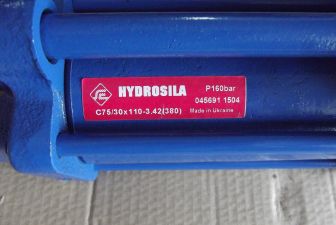 HYDROSILA
P160bar
045691 1504
C75/30x110-3.42(380)
Made in Ukraine